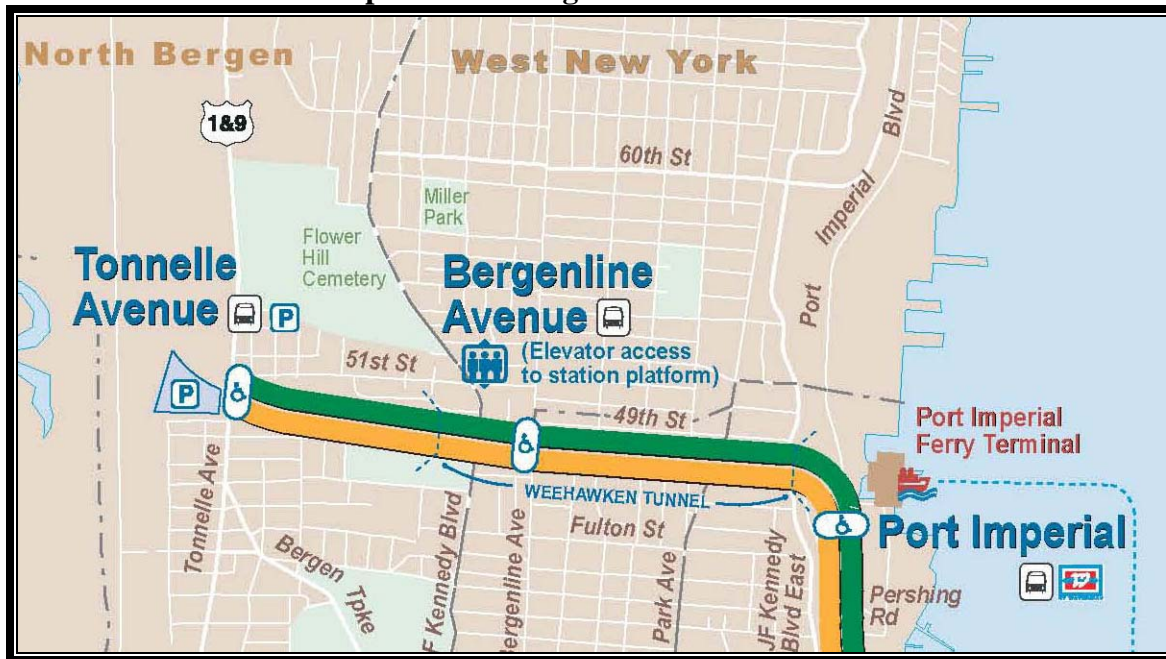 North Bergen
West New York
1&9
60th St
Blvd
Imperial
Port
Miller
Park
Flower
Hill
Cemetery
Tonnelle
Avenue
P
Bergenline
Avenue
(Elevator access
to station platform)
51st St
P
49th St
Port Imperial
Ferry Terminal
WEEHAWKEN TUNNEL
Fulton St
Port Imperial
Tonnelle Ave
Bergen
Tpke
JF Kennedy Blvd
Bergenline Ave
Park Ave
JF Kennedy
Blvd East
Pershing
Rd